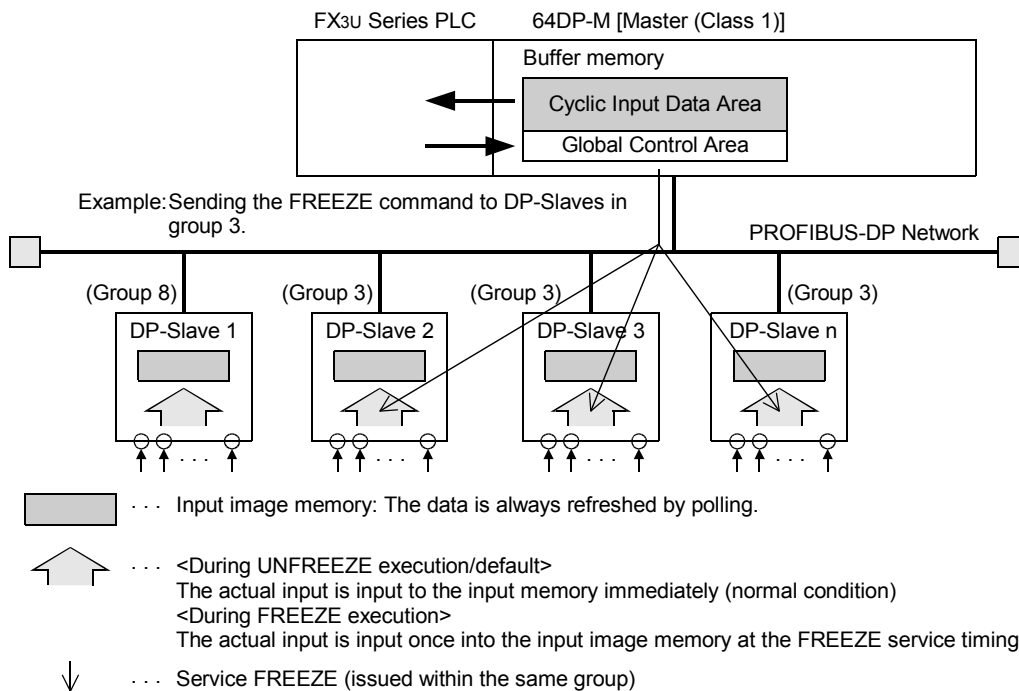 FX3U Series PLC 64DP-M [Master (Class 1)]
Buffer memory
Cyclic Input Data Area
Global Control Area
Example: Sending the FREEZE command to DP-Slaves in
group 3.
PROFIBUS-DP Network
(Group 8) (Group 3) (Group 3) (Group 3)
DP-Slave 1 DP-Slave 2 DP-Slave 3 DP-Slave n
· · · · · · · · · · · ·
· · · Input image memory: The data is always refreshed by polling.
· · · <During UNFREEZE execution/default>
The actual input is input to the input memory immediately (normal condition)
<During FREEZE execution>
The actual input is input once into the input image memory at the FREEZE service timing
· · · Service FREEZE (issued within the same group)